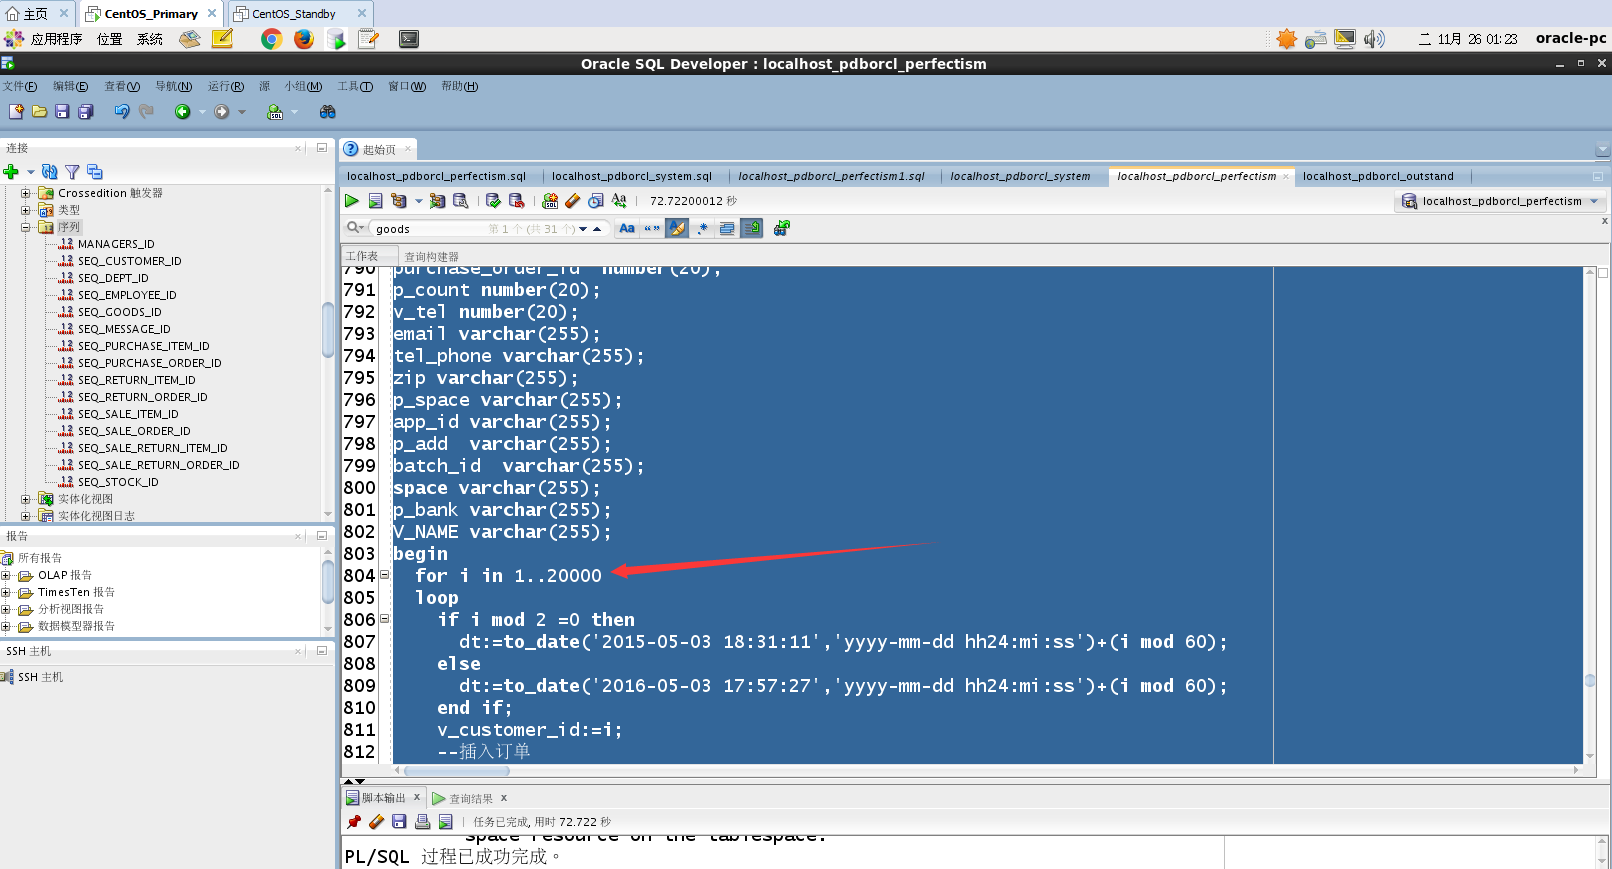 主页 CentOS_Primary CentOS_Standby
应用程序 位置 系统 二 11月 26 01:23 oracle-pc
Oracle SQL Developer : localhost_pdborcl_perfectism
文件(F) 编辑(E) 查看(V) 导航(N) 运行(R) 源 小组(M) 工具(T) 窗口(W) 帮助(H)
连接
Crossedition 触发器
类型
序列
MANAGERS_ID
SEQ_CUSTOMER_ID
SEQ_DEPT_ID
SEQ_EMPLOYEE_ID
SEQ_GOODS_ID
SEQ_MESSAGE_ID
SEQ_PURCHASE_ITEM_ID
SEQ_PURCHASE_ORDER_ID
SEQ_RETURN_ITEM_ID
SEQ_RETURN_ORDER_ID
SEQ_SALE_ITEM_ID
SEQ_SALE_ORDER_ID
SEQ_SALE_RETURN_ITEM_ID
SEQ_SALE_RETURN_ORDER_ID
SEQ_STOCK_ID
实体化视图
实体化视图日志
报告
所有报告
OLAP 报告
TimesTen 报告
分析视图报告
数据模型器报告
SSH 主机
SSH 主机
起始页
localhost_pdborcl_perfectism.sql localhost_pdborcl_system.sql localhost_pdborcl_perfectism1.sql localhost_pdborcl_system localhost_pdborcl_perfectism localhost_pdborcl_outstand
72.72200012 秒 localhost_pdborcl_perfectism
goods 第 1 个 (共 31 个) Aa
工作表 查询构建器
790 purchase_order_id  number(20);
791 p_count number(20);
792 v_tel number(20);
793 email varchar(255);
794 tel_phone varchar(255);
795 zip varchar(255);
796 p_space varchar(255);
797 app_id varchar(255);
798 p_add  varchar(255);
799 batch_id  varchar(255);
800 space varchar(255);
801 p_bank varchar(255);
802 V_NAME varchar(255);
803 begin
804 for i in 1..20000
805 loop
806 if i mod 2 =0 then
807 dt:=to_date('2015-05-03 18:31:11','yyyy-mm-dd hh24:mi:ss')+(i mod 60);
808 else
809 dt:=to_date('2016-05-03 17:57:27','yyyy-mm-dd hh24:mi:ss')+(i mod 60);
810 end if;
811 v_customer_id:=i;
812 --插入订单
脚本输出 查询结果
任务已完成, 用时 72.722 秒
space resource on the tablespace.
PL/SQL 过程已成功完成。